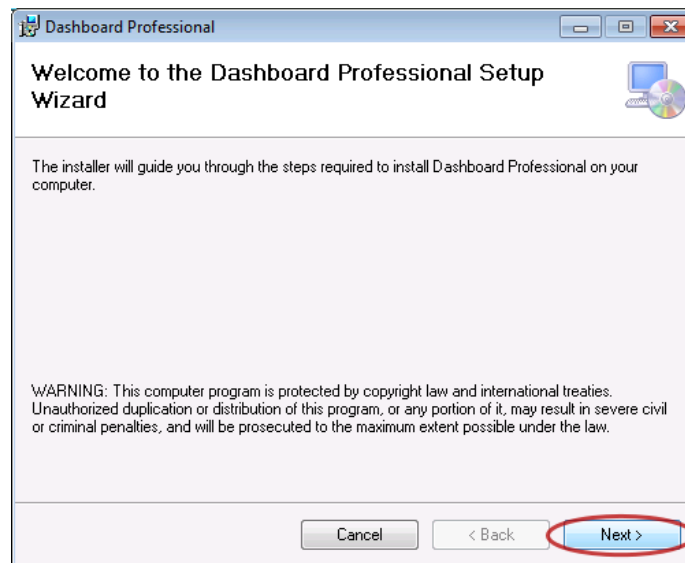 Dashboard Professional
Welcome to the Dashboard Professional Setup
Wizard
The installer will guide you through the steps required to install Dashboard Professional on your
computer.
WARNING: This computer program is protected by copyright law and international treaties.
Unauthorized duplication or distribution of this program, or any portion of it, may result in severe civil
or criminal penalties, and will be prosecuted to the maximum extent possible under the law.
Cancel
< Back
Next >